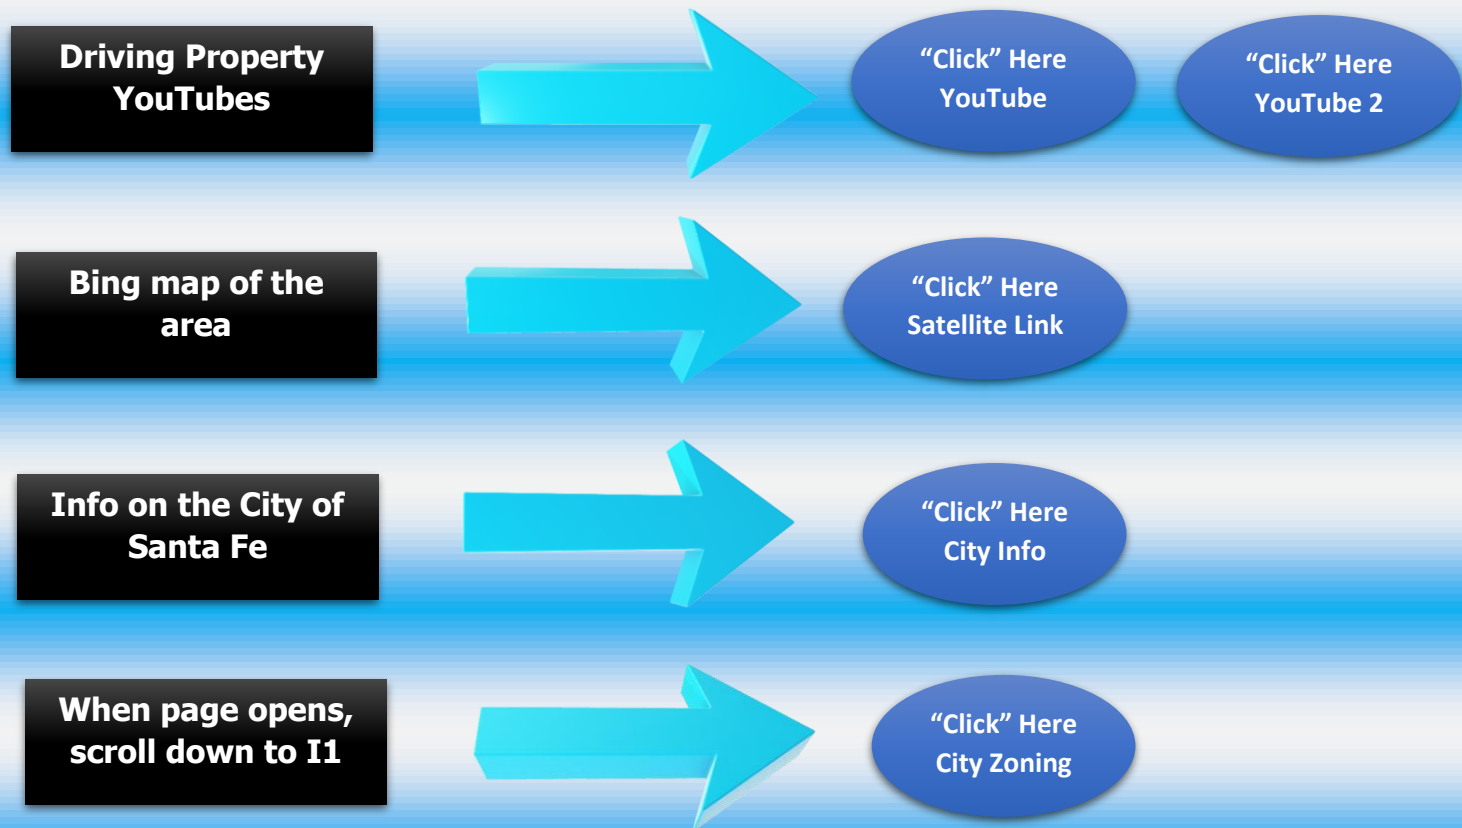 Driving Property
YouTubes
“Click” Here
YouTube
“Click” Here
YouTube 2
Bing map of the
area
“Click” Here
Satellite Link
Info on the City of
Santa Fe
“Click” Here
City Info
When page opens,
scroll down to I1
“Click” Here
City Zoning